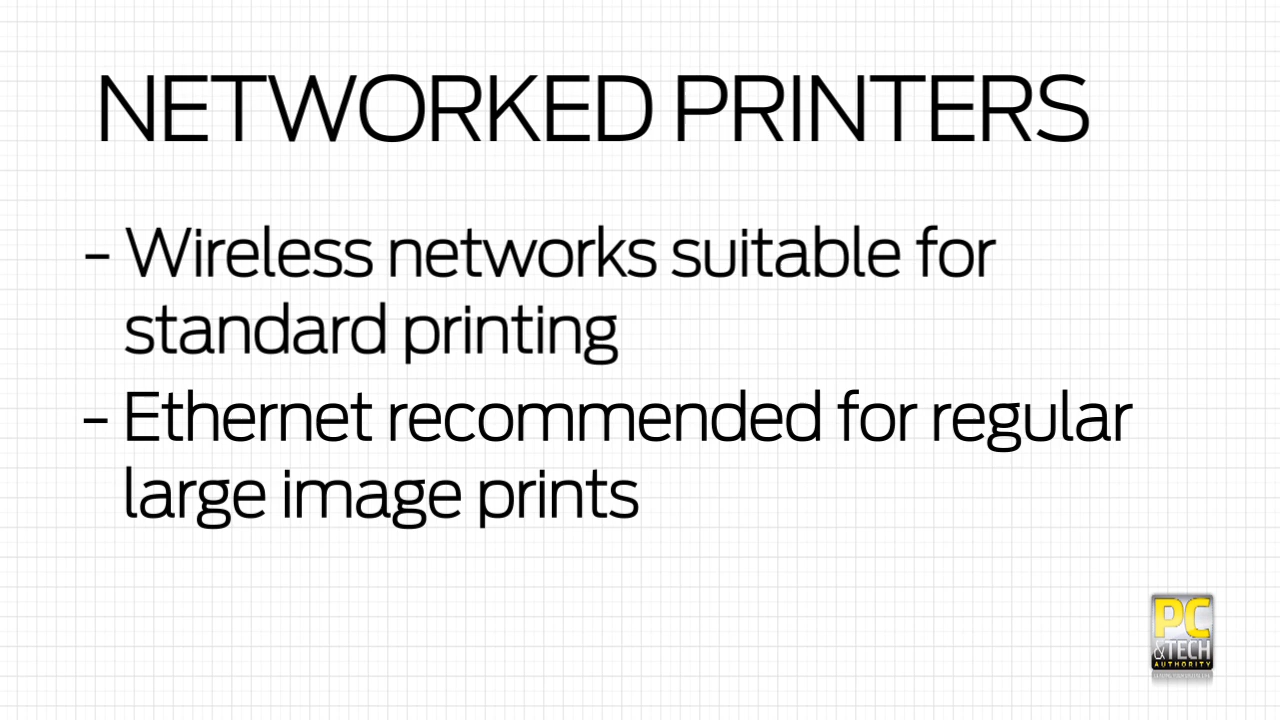 NETWORKED PRINTERS
- Wireless networks suitable for
standard printing
- Ethernet recommended for regular
large image prints
PC
&TECH
AUTHORITY